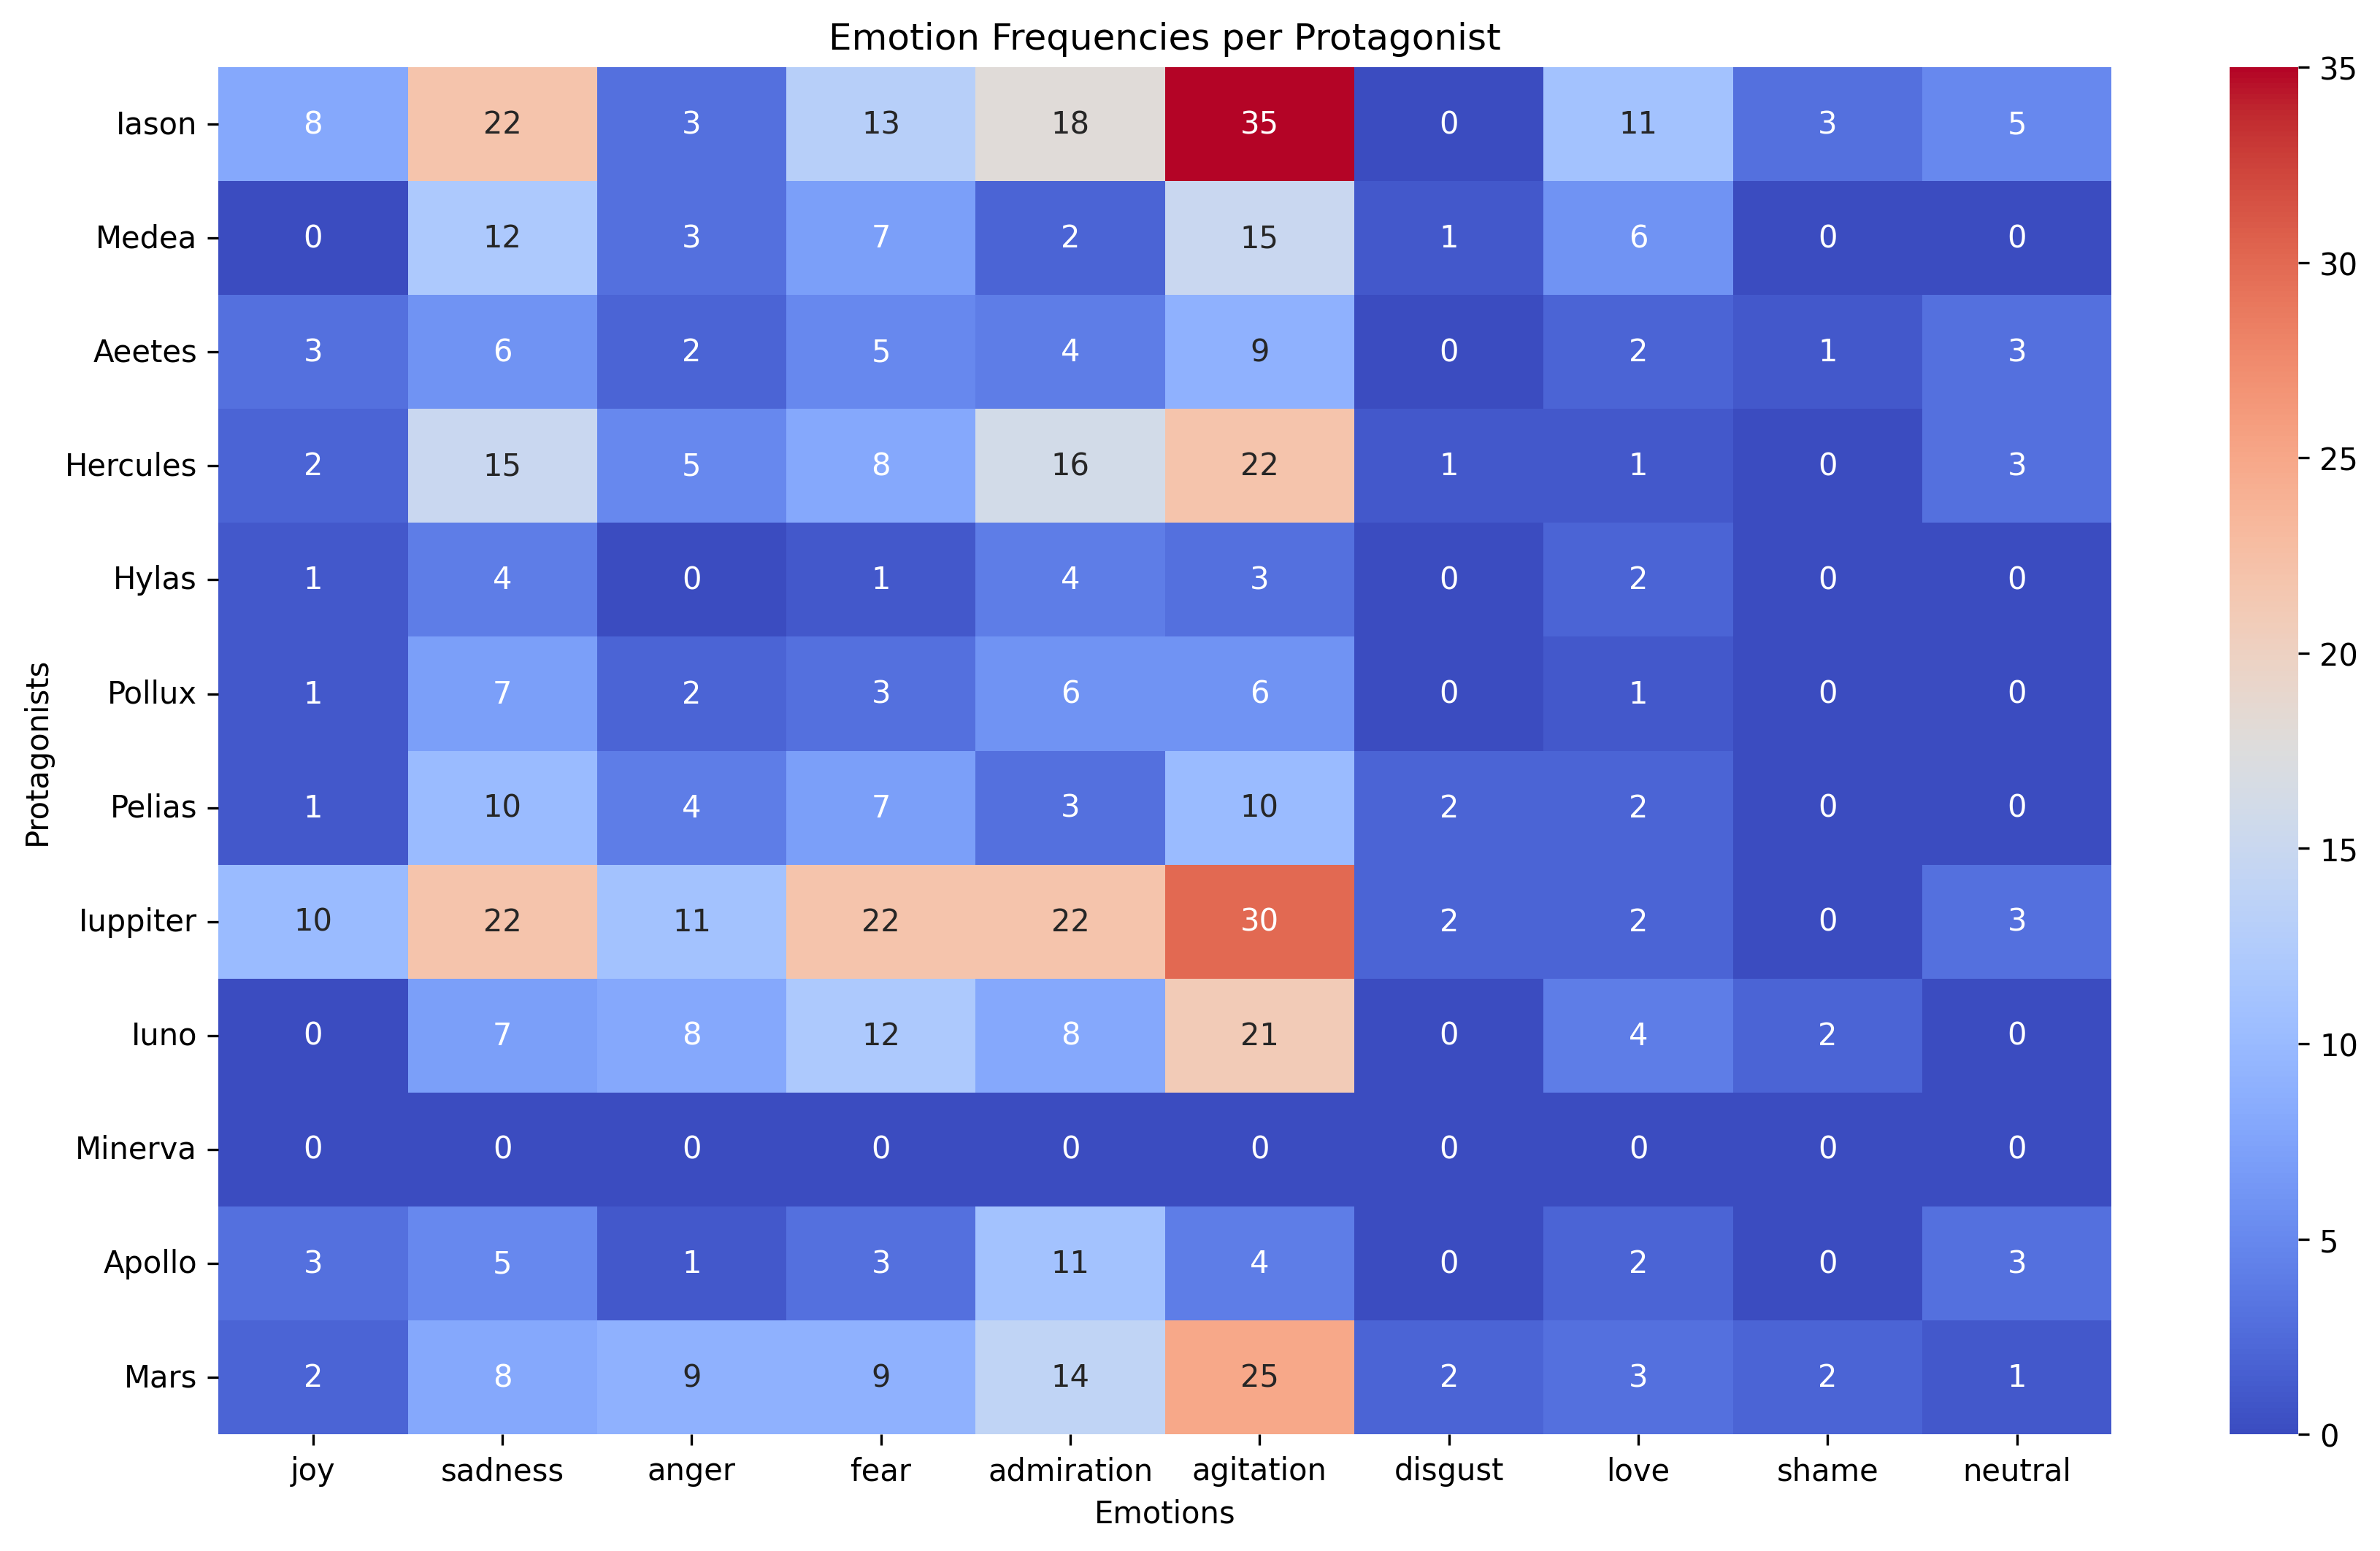 Emotion Frequencies per Protagonist
Iason 8 22 3 13 18 35 0 11 3 5
Medea 0 12 3 7 2 15 1 6 0 0
Aeetes 3 6 2 5 4 9 0 2 1 3
Hercules 2 15 5 8 16 22 1 1 0 3
Hylas 1 4 0 1 4 3 0 2 0 0
Pollux 1 7 2 3 6 6 0 1 0 0
Pelias 1 10 4 7 3 10 2 2 0 0
Iuppiter 10 22 11 22 22 30 2 2 0 3
Iuno 0 7 8 12 8 21 0 4 2 0
Minerva 0 0 0 0 0 0 0 0 0 0
Apollo 3 5 1 3 11 4 0 2 0 3
Mars 2 8 9 9 14 25 2 3 2 1
joy sadness anger fear admiration agitation disgust love shame neutral
Emotions
Protagonists
35
30
25
20
15
10
5
0